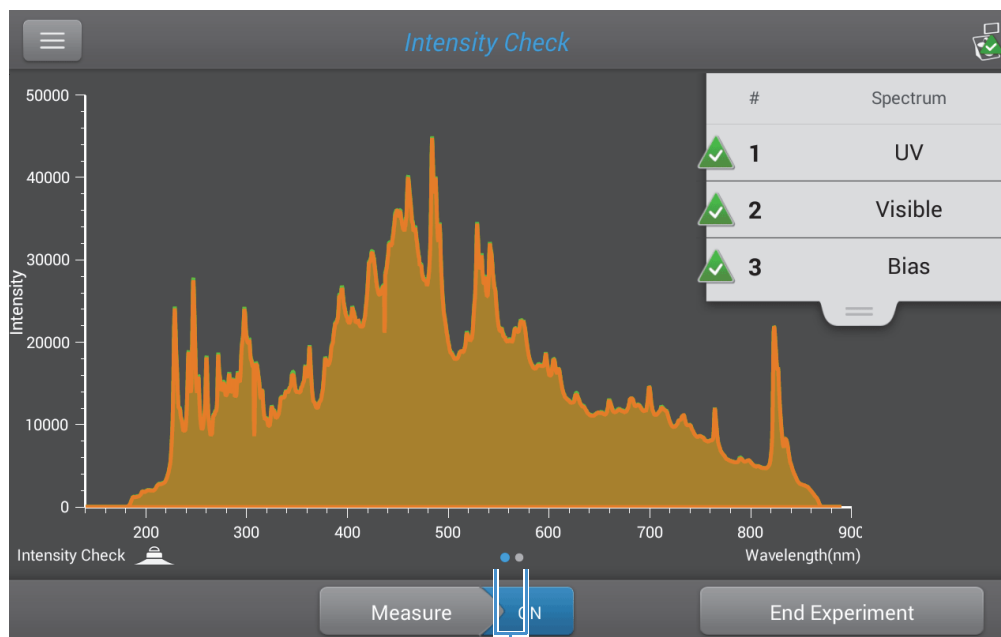 Intensity Check
50000
40000
30000
20000
10000
0
Intensity
# Spectrum
1 UV
2 Visible
3 Bias
200 300 400 500 600 700 800 900
Intensity Check
Wavelength(nm)
Measure ON End Experiment